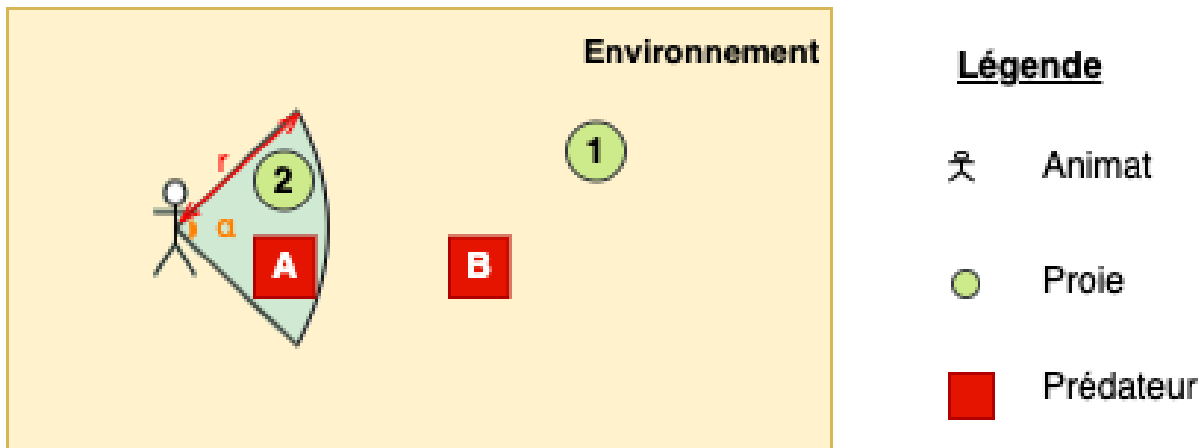 Environnement
1
r
2
α
A
B
Légende
Animat
Proie
Prédateur